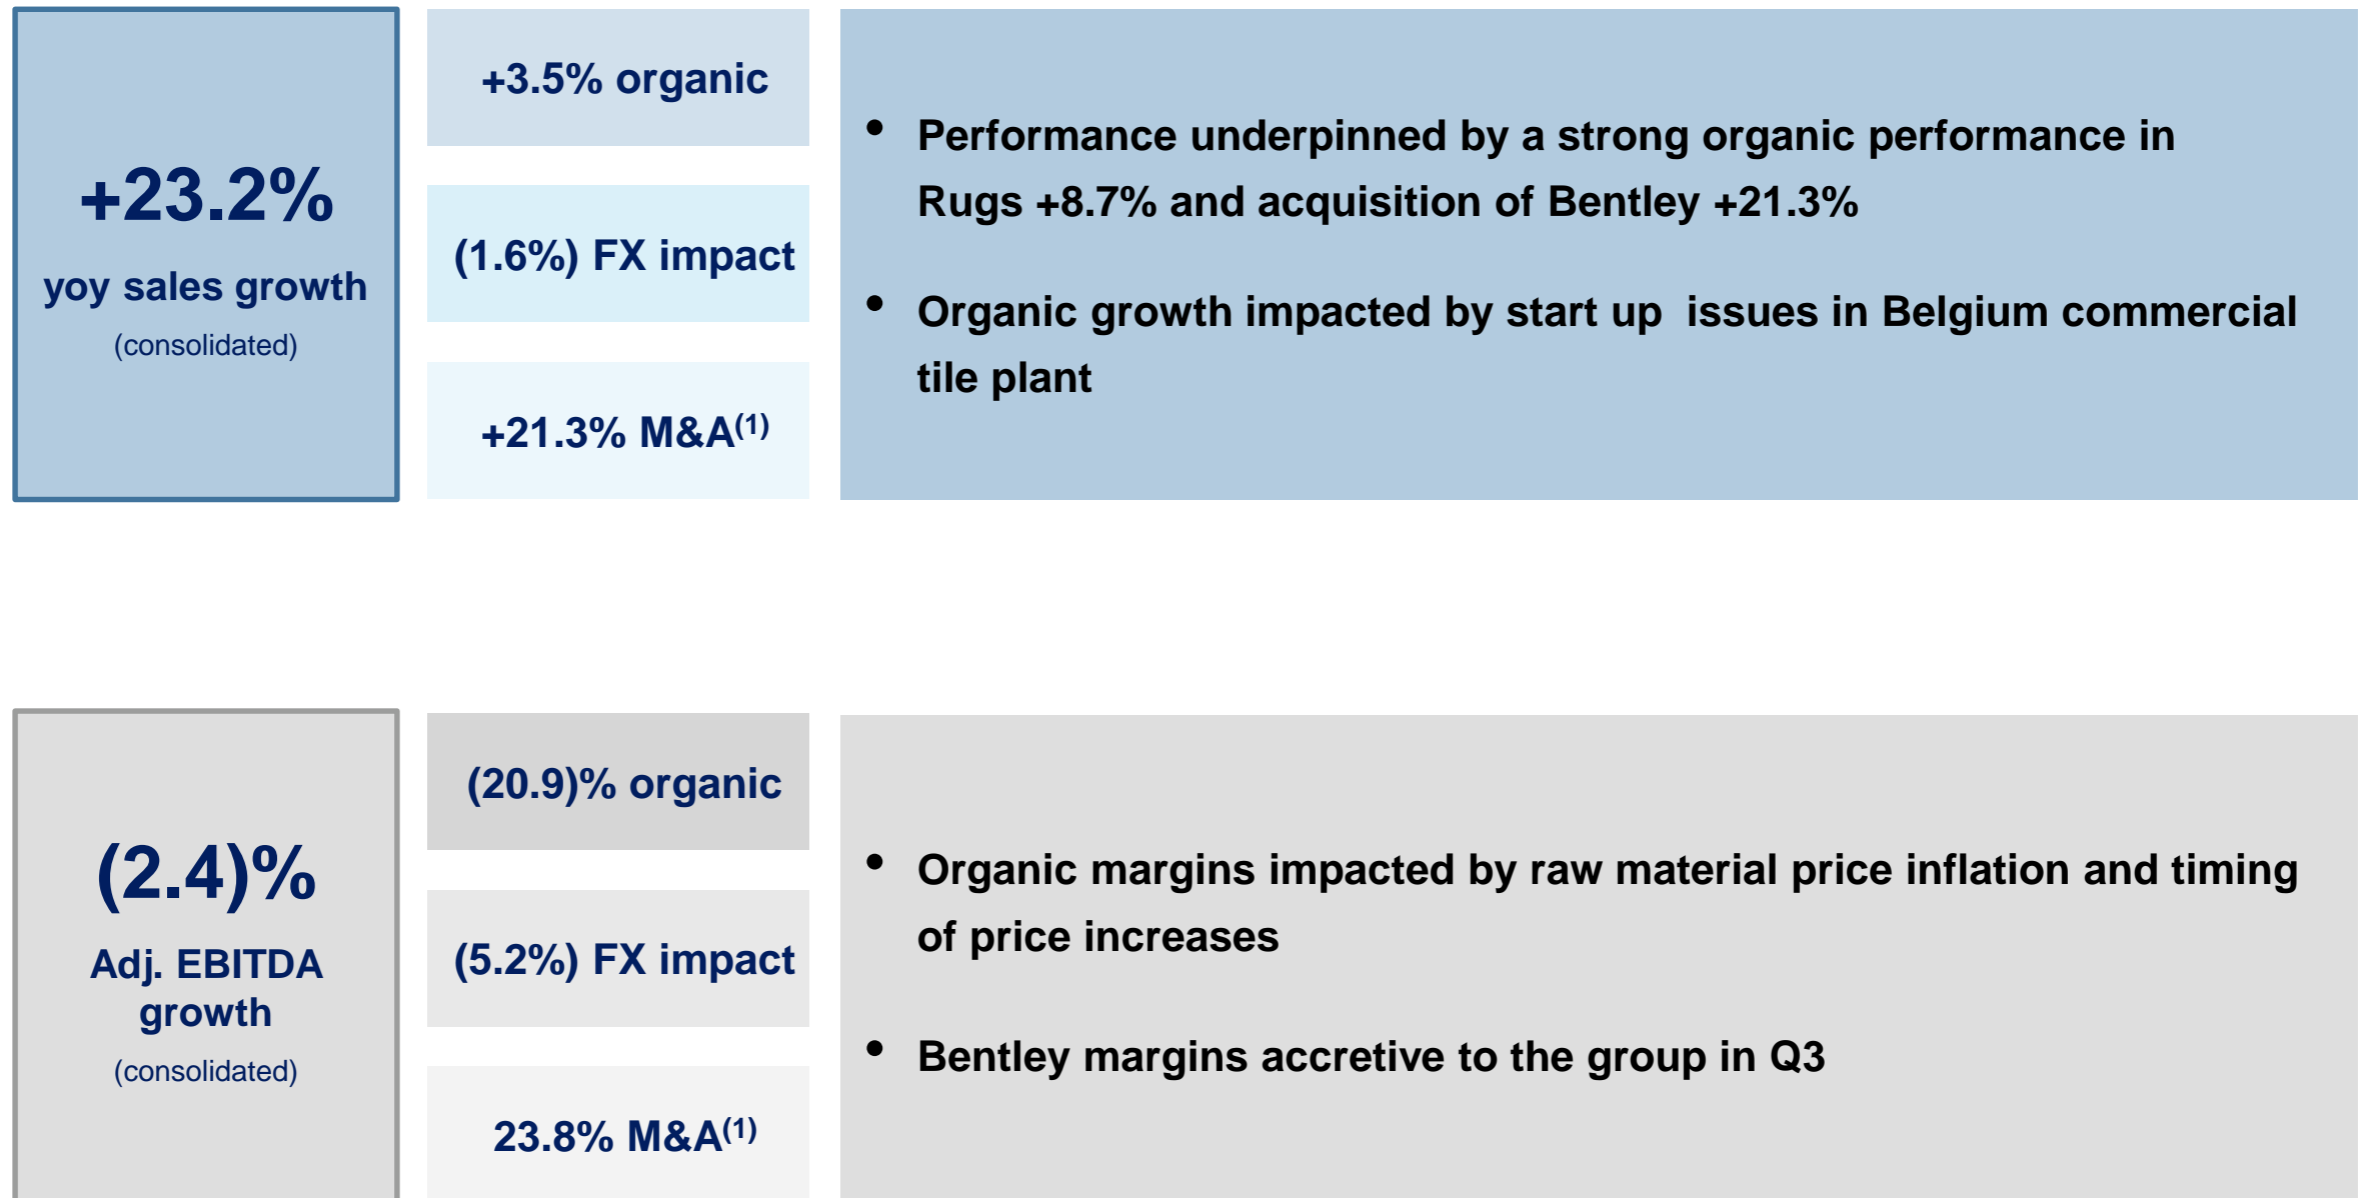 +23.2%
yoy sales growth
(consolidated)
+3.5% organic
(1.6%) FX impact
+21.3% M&A(1)
• Performance underpinned by a strong organic performance in
Rugs +8.7% and acquisition of Bentley +21.3%
• Organic growth impacted by start up  issues in Belgium commercial
tile plant
(2.4)%
Adj. EBITDA
growth
(consolidated)
(20.9)% organic
(5.2%) FX impact
23.8% M&A(1)
• Organic margins impacted by raw material price inflation and timing
of price increases
• Bentley margins accretive to the group in Q3